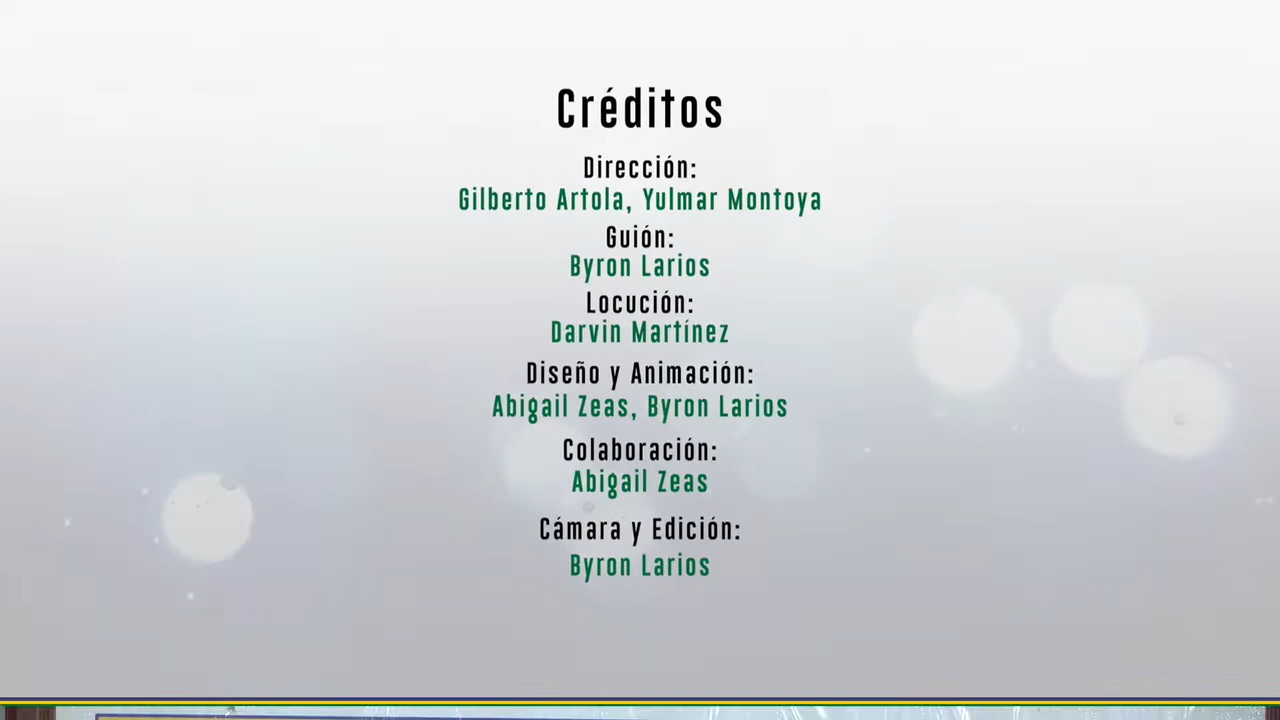 Créditos
Dirección:
Gilberto Artola, Yulmar Montoya
Guión:
Byron Larios
Locución:
Darvin Martínez
Diseño y Animación:
Abigail Zeas, Byron Larios
Colaboración:
Abigail Zeas
Cámara y Edición:
Byron Larios